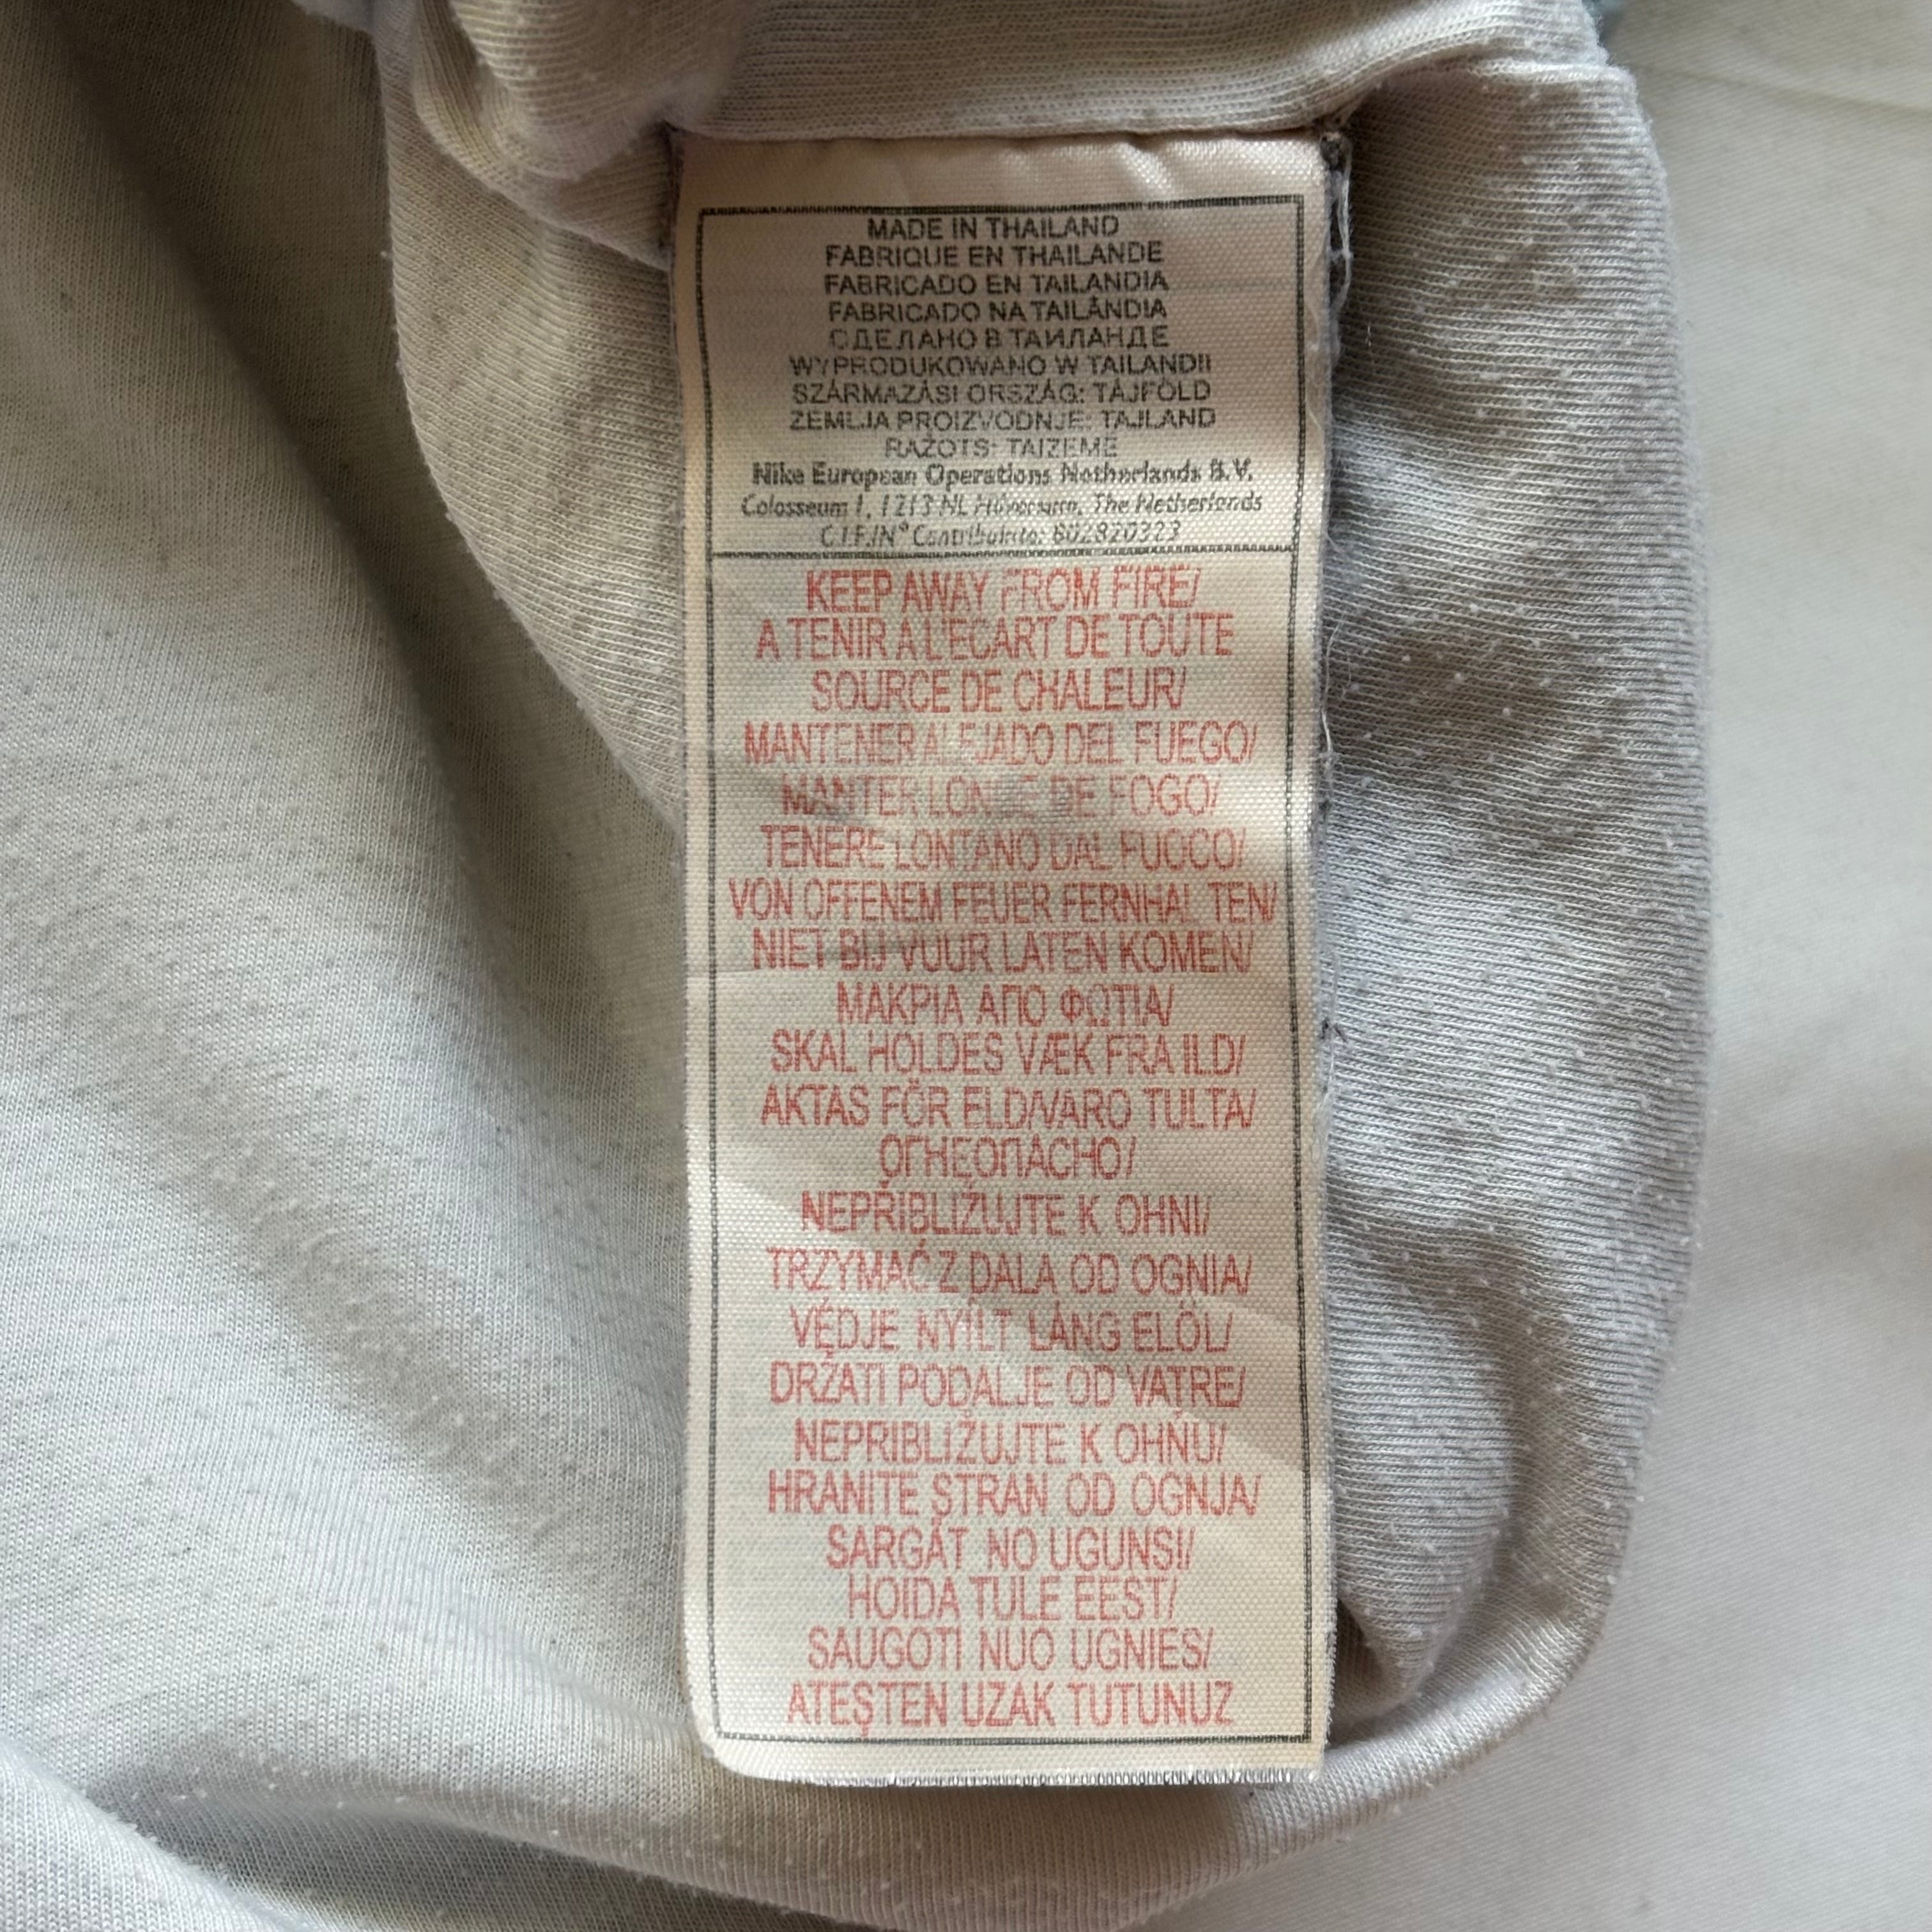 MADE IN THAILAND
FABRIQUE EN THAILANDE
FABRICADO EN TAILANDIA
FABRICADO NA TAILÂNDIA
СДЕЛАНО В ТАИЛАНДЕ
WYPRODUKOWANO W TAILANDII
SZÁRMAZÁSI ORSZÁG: TÁJFÖLD
ZEMLJA PROIZVODNJE: TAJLAND
RAŽOTS: TAIZEME
Nike European Operations Netherlands B.V.
Colosseum 1, 1213 NL Hilversum, The Netherlands
C.I.F./N° Contribuinte: 802820323
KEEP AWAY FROM FIRE/
A TENIR A L'ECART DE TOUTE
SOURCE DE CHALEUR/
MANTENER ALEJADO DEL FUEGO/
MANTER LONGE DE FOGO/
TENERE LONTANO DAL FUOCO/
VON OFFENEM FEUER FERNHALTEN/
NIET BIJ VUUR LATEN KOMEN/
ΜΑΚΡΙΑ ΑΠΟ ΦΩΤΙΑ/
SKAL HOLDES VÆK FRA ILD/
AKTAS FÖR ELD/VARO TULTA/
ОГНЕОПАСНО/
NEPŘIBLIŽUJTE K OHNI/
TRZYMAĆ Z DALA OD OGNIA/
VÉDJE NYÍLT LÁNG ELÖL/
DRŽATI PODALJE OD VATRE/
NEPRIBLIŽUJTE K OHŇU/
HRANITE STRAN OD OGNJA/
SARGĀT NO UGUNS!/
HOIDA TULE EEST/
SAUGOTI NUO UGNIES/
ATEŞTEN UZAK TUTUNUZ